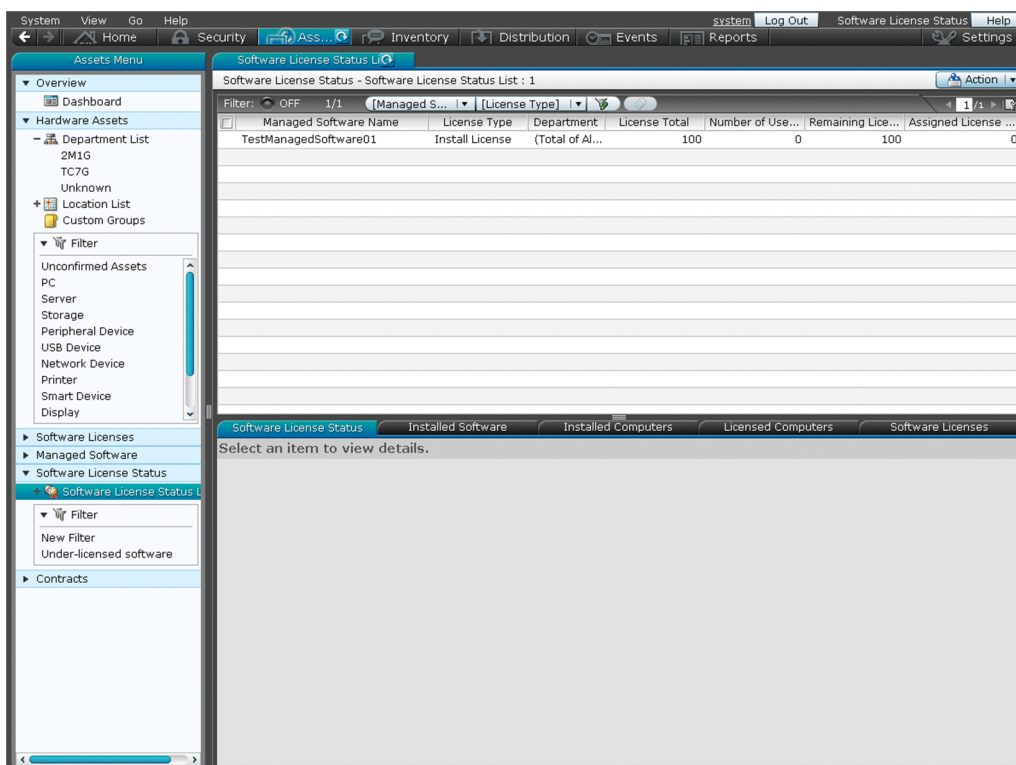 System View Go Help system Log Out Software License Status Help
Home Security Ass... Inventory Distribution Events Reports Settings
Assets Menu
Overview
Dashboard
Hardware Assets
Department List
2M1G
TC7G
Unknown
Location List
Custom Groups
Filter
Unconfirmed Assets
PC
Server
Storage
Peripheral Device
USB Device
Network Device
Printer
Smart Device
Display
Software Licenses
Managed Software
Software License Status
Software License Status L
Filter
New Filter
Under-licensed software
Contracts
Software License Status Li
Software License Status - Software License Status List : 1 Action
Filter: OFF 1/1 [Managed S... [License Type] 1 /1
Managed Software Name License Type Department License Total Number of Use... Remaining Lice... Assigned License ...
TestManagedSoftware01 Install License (Total of Al... 100 0 100 0
Software License Status Installed Software Installed Computers Licensed Computers Software Licenses
Select an item to view details.